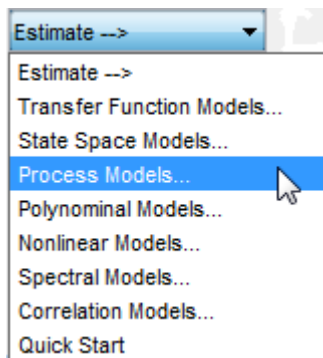 Estimate -->
Estimate -->
Transfer Function Models...
State Space Models...
Process Models...
Polynominal Models...
Nonlinear Models...
Spectral Models...
Correlation Models...
Quick Start